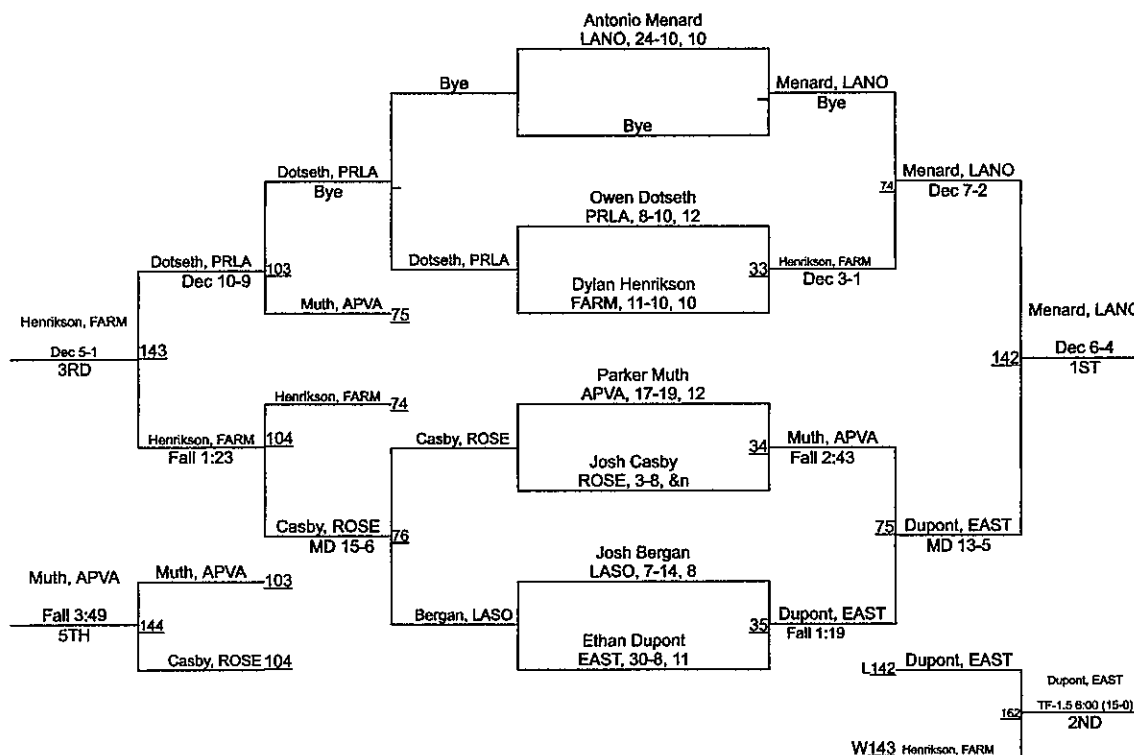 Antonio Menard
LANO, 24-10, 10
Bye
Menard, LANO
Bye
Bye
Dotseth, PRLA
Bye
Menard, LANO
74
Dec 7-2
Owen Dotseth
PRLA, 8-10, 12
Dotseth, PRLA
Dylan Henrikson
FARM, 11-10, 10
33
Henrikson, FARM
Dec 3-1
Dotseth, PRLA
103
Dec 10-9
Muth, APVA
75
Henrikson, FARM
Dec 5-1
143
3RD
Menard, LANO
142
Dec 6-4
1ST
Parker Muth
APVA, 17-19, 12
Henrikson, FARM
74
Henrikson, FARM
104
Fall 1:23
Casby, ROSE
Josh Casby
ROSE, 3-8, &n
34
Muth, APVA
Fall 2:43
Casby, ROSE
76
MD 15-6
75
Dupont, EAST
MD 13-5
Josh Bergan
LASO, 7-14, 8
Muth, APVA
Muth, APVA
103
Fall 3:49
144
5TH
Bergan, LASO
Ethan Dupont
EAST, 30-8, 11
35
Dupont, EAST
Fall 1:19
Casby, ROSE
104
L142
Dupont, EAST
Dupont, EAST
162
TF-1.5 6:00 (15-0)
2ND
W143
Henrikson, FARM